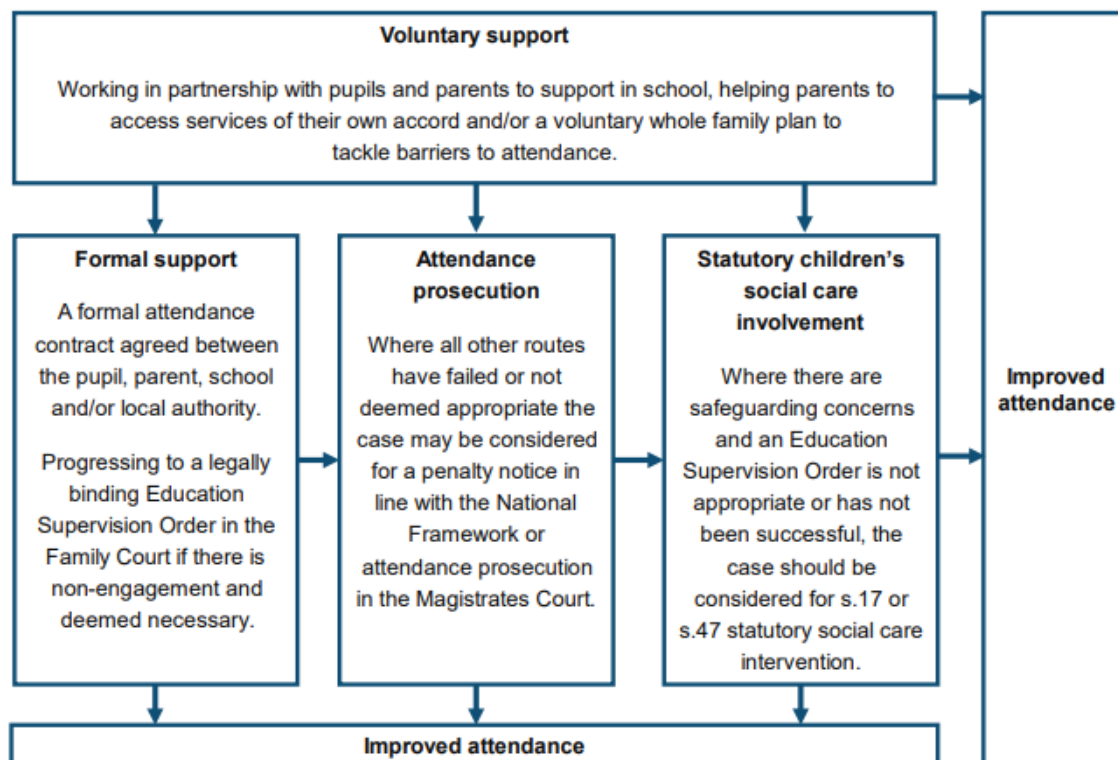 Voluntary support
Working in partnership with pupils and parents to support in school, helping parents to
access services of their own accord and/or a voluntary whole family plan to
tackle barriers to attendance.
Formal support
A formal attendance
contract agreed between
the pupil, parent, school
and/or local authority.
Progressing to a legally
binding Education
Supervision Order in the
Family Court if there is
non-engagement and
deemed necessary.
Attendance
prosecution
Where all other routes
have failed or not
deemed appropriate the
case may be considered
for a penalty notice in
line with the National
Framework or
attendance prosecution
in the Magistrates Court.
Statutory children’s
social care
involvement
Where there are
safeguarding concerns
and an Education
Supervision Order is not
appropriate or has not
been successful, the
case should be
considered for s.17 or
s.47 statutory social care
intervention.
Improved
attendance
Improved attendance